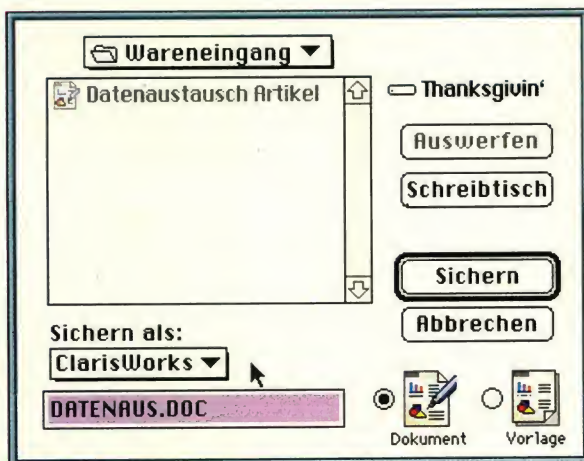 Wareneingang
Datenaustausch Artikel
Thanksgivin'
Auswerfen
Schreibtisch
Sichern
Abbrechen
Sichern als:
ClarisWorks
DATENAUS.DOC
Dokument
Vorlage